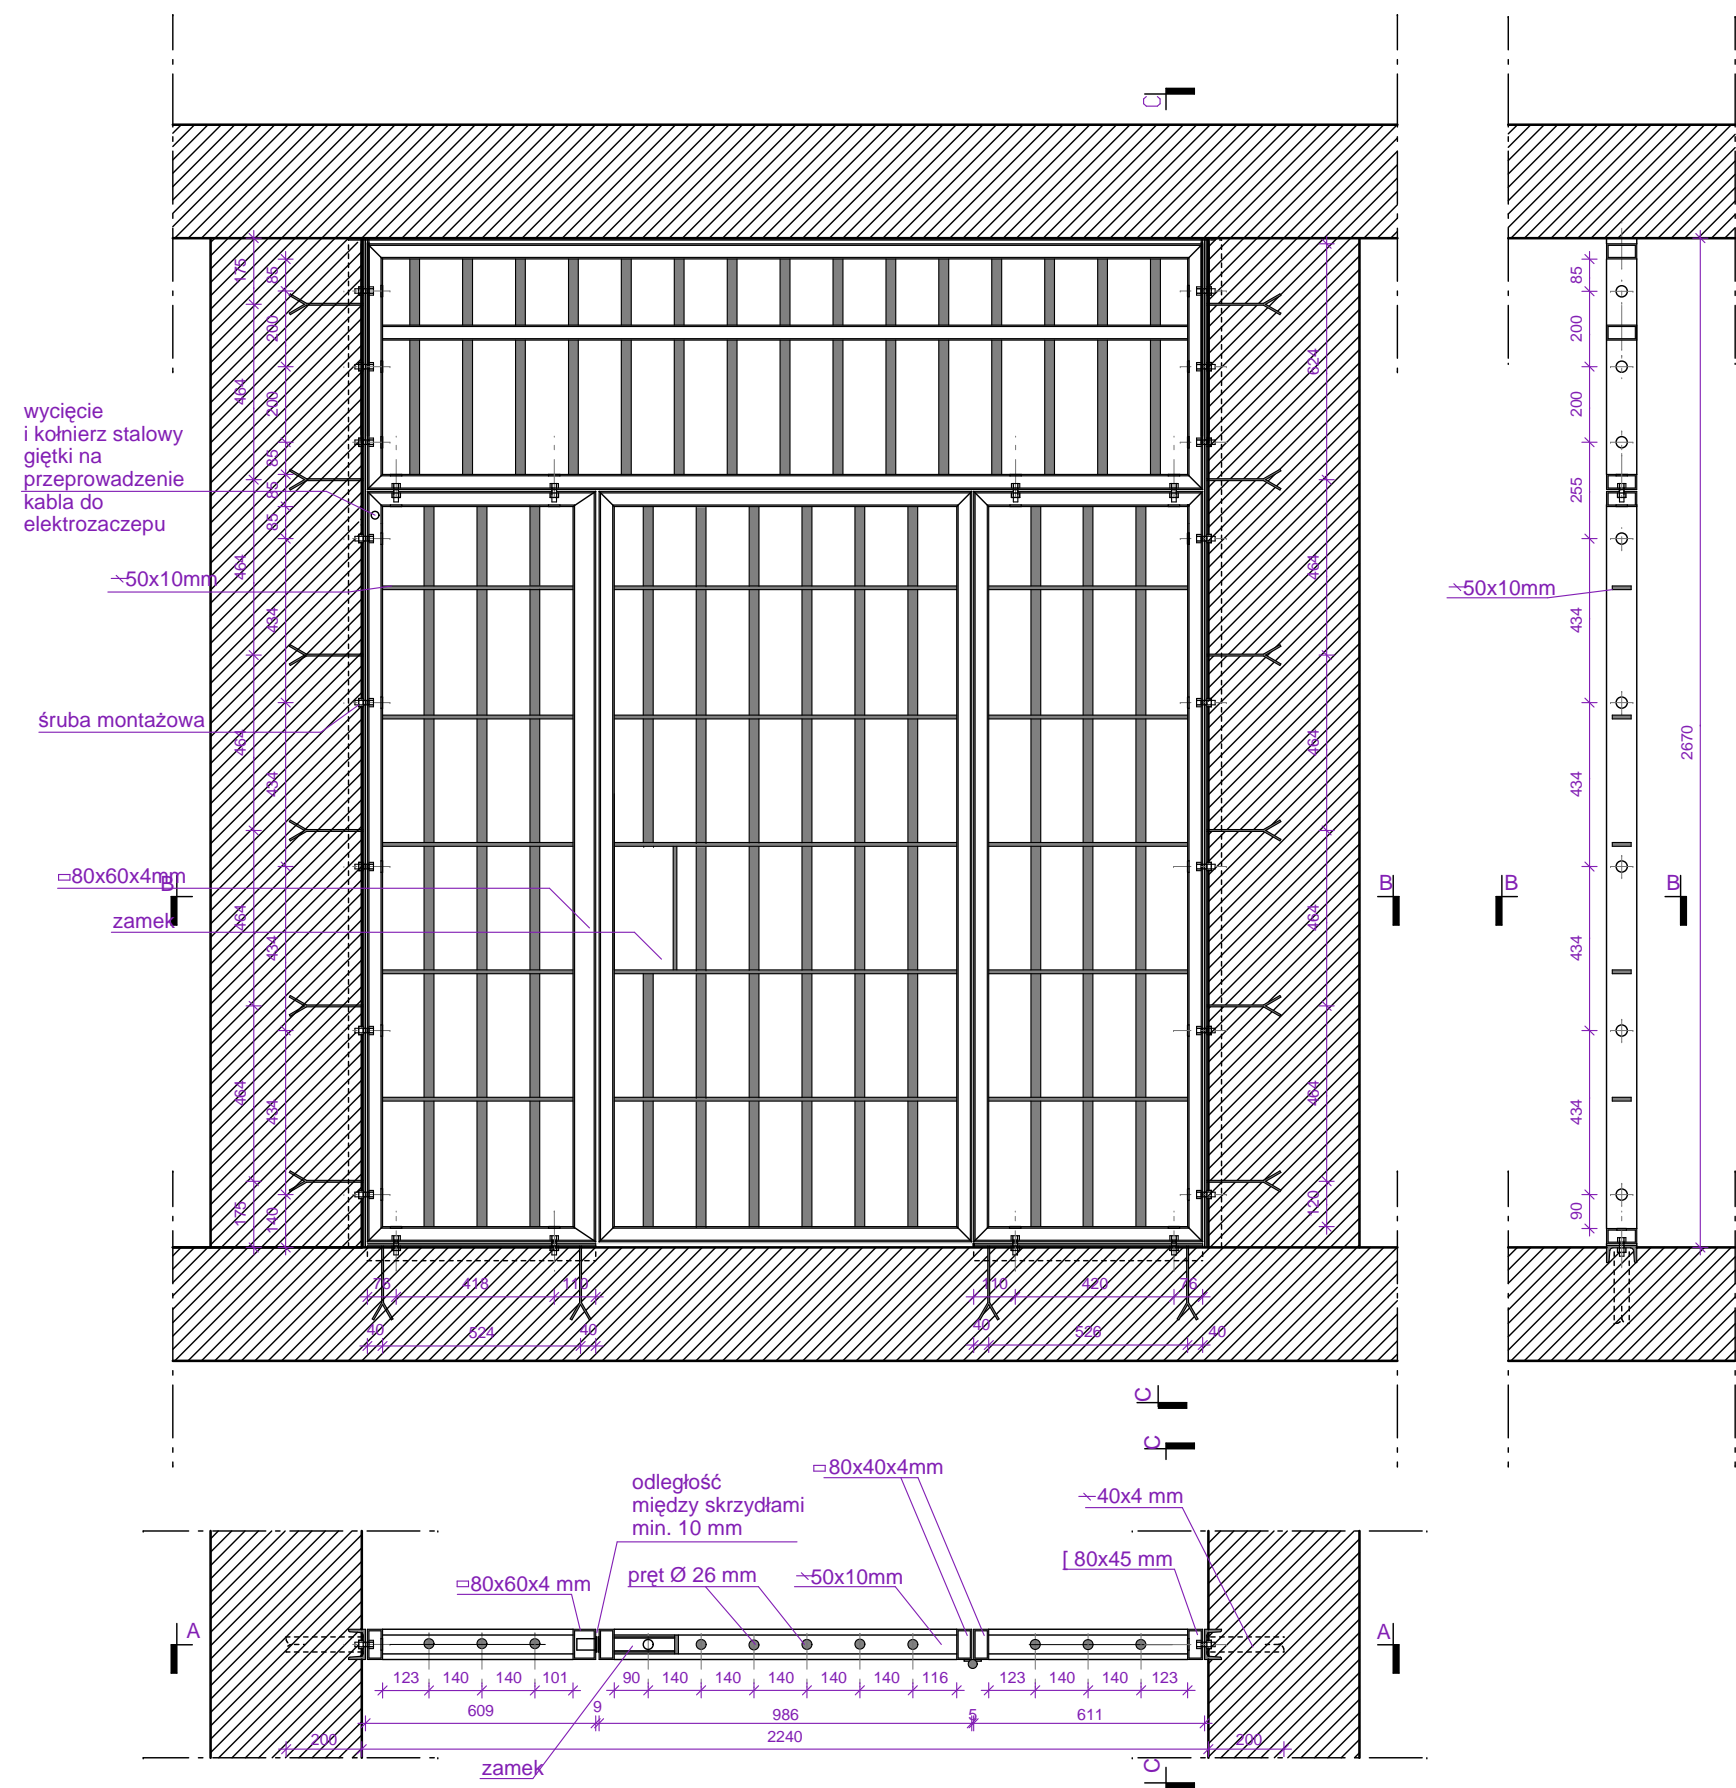 C
175
85
200
464
200
85
85
85
464
434
464
434
464
434
464
434
175
140
624
464
464
464
464
120
85
200
200
255
434
434
434
434
90
2670
wycięcie
i kołnierz stalowy
giętki na
przeprowadzenie
kabla do
elektrozaczepu
50x10mm
50x10mm
śruba montażowa
80x60x4mm
B
B
B
B
zamek
76
418
110
110
420
76
40
524
40
40
526
40
C
C
odległość
między skrzydłami
min. 10 mm
80x40x4mm
40x4 mm
[ 80x45 mm
80x60x4 mm
pręt Ø 26 mm
50x10mm
A
A
123
140
140
101
90
140
140
140
140
140
116
123
140
140
123
609
9
986
5
611
200
2240
200
zamek
C